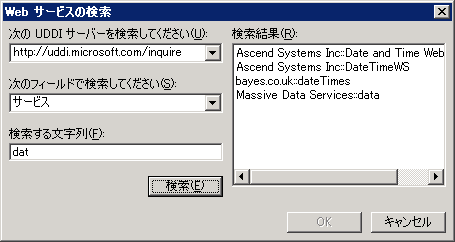 Web サービスの検索
次の UDDI サーバーを検索してください(U):
http://uddi.microsoft.com/inquire
次のフィールドで検索してください(S):
サービス
検索する文字列(F):
dat
検索(E)
検索結果(R):
Ascend Systems Inc::Date and Time Web
Ascend Systems Inc::DateTimeWS
bayes.co.uk::dateTimes
Massive Data Services::data
OK
キャンセル